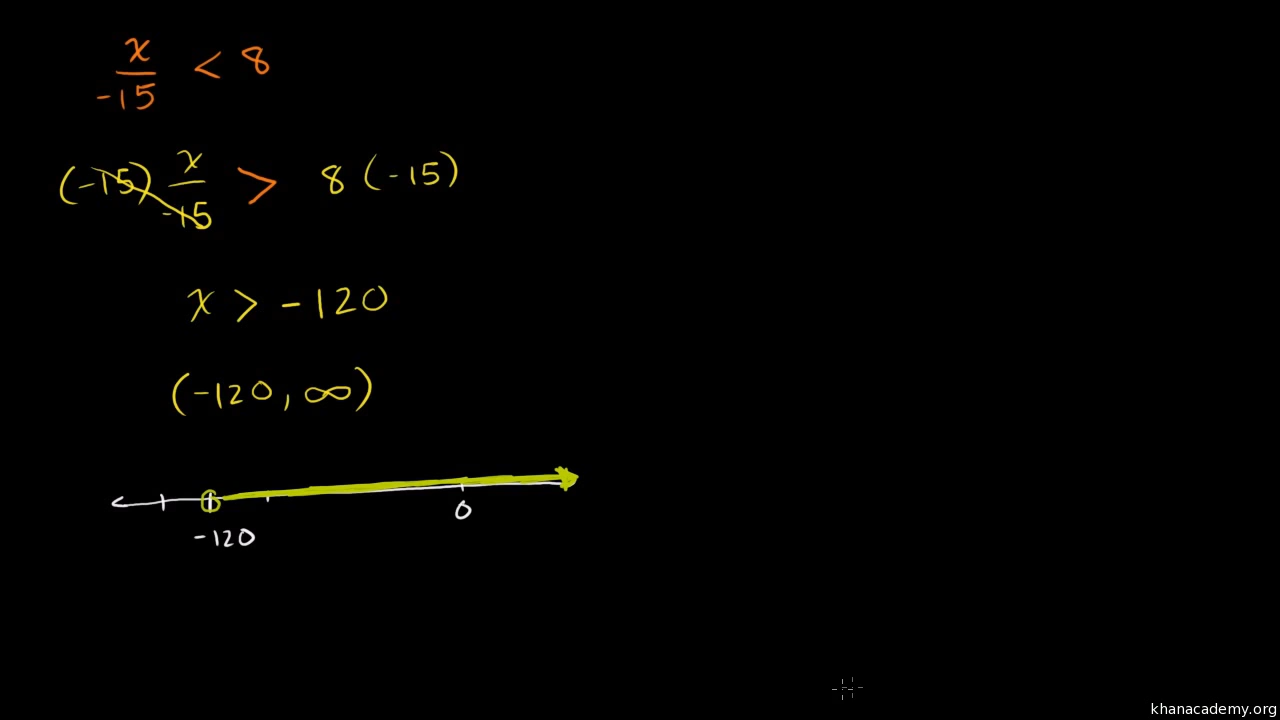 x/-15 < 8
(-15) x/-15 > 8 (-15)
x > -120
(-120, ∞)
-120 0
khanacademy.org